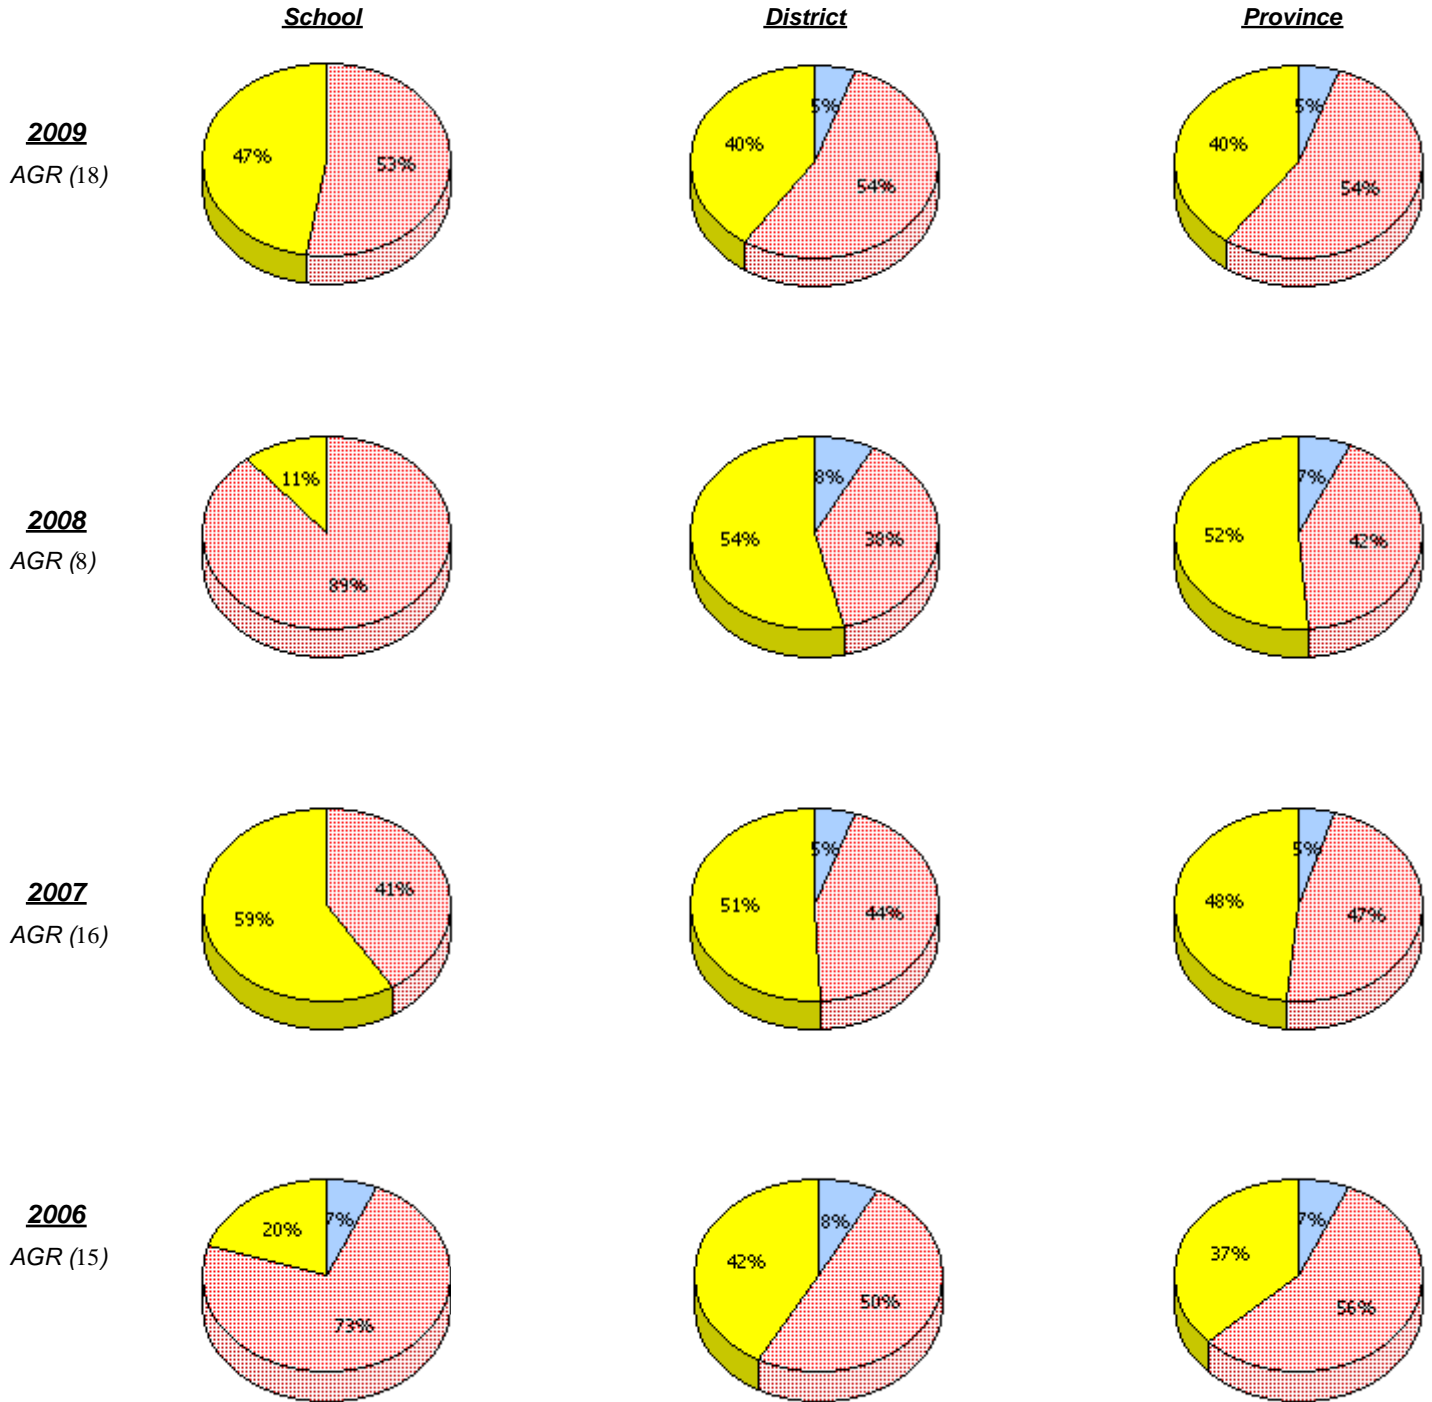 School District Province
2009
AGR (18)
47% 53%
40% 5% 54%
40% 5% 54%
2008
AGR (8)
11% 89%
54% 8% 38%
52% 7% 42%
2007
AGR (16)
59% 41%
51% 5% 44%
48% 5% 47%
2006
AGR (15)
20% 7% 73%
42% 8% 50%
37% 7% 56%